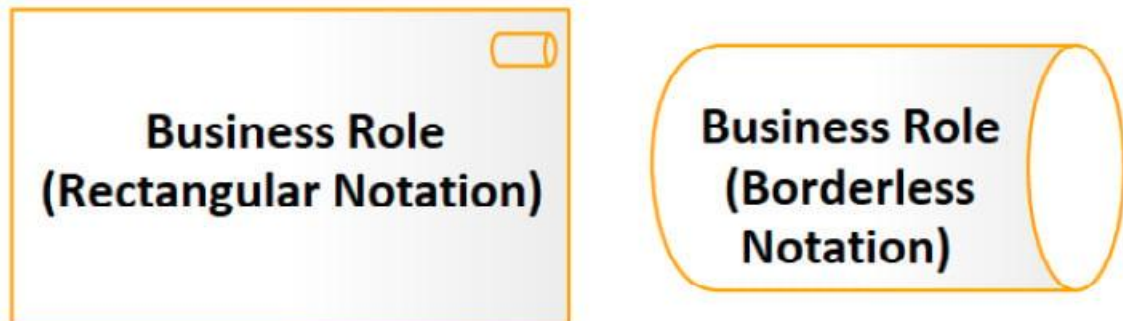 Business Role
(Rectangular Notation)
Business Role
(Borderless
Notation)